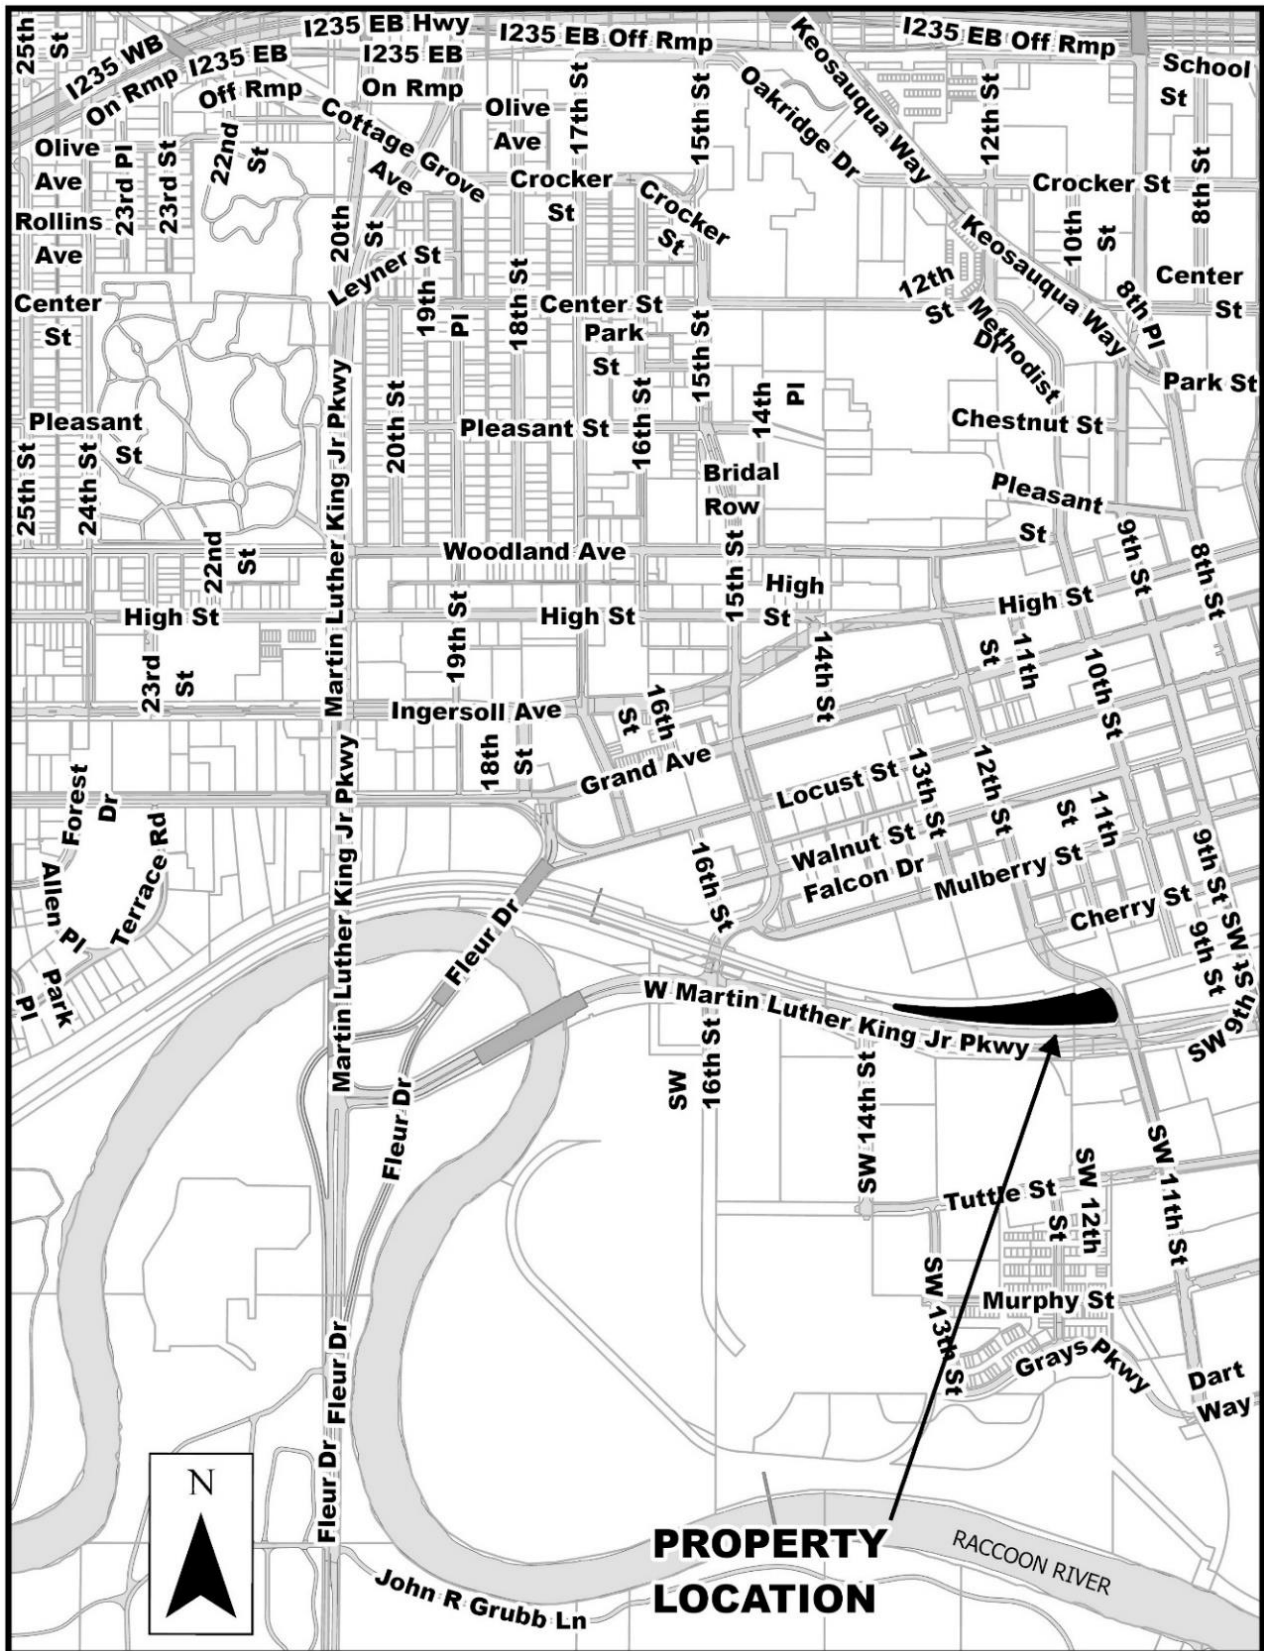 25th
St
I235 WB
On Rmp
I235 EB
Off Rmp
I235 EB Hwy
I235 EB
On Rmp
I235 EB Off Rmp
Keosauqua Way
I235 EB Off Rmp
School
St
Olive
Ave
23rd Pl
23rd St
22nd
St
Cottage Grove
Ave
Olive
Ave
17th St
15th St
Oakridge Dr
12th St
Crocker
St
Crocker
St
Crocker St
8th St
Rollins
Ave
20th
St
Leyner St
Keosauqua Way
10th
St
Center
St
Center
St
19th
Pl
18th St
Center St
Park
St
15th St
12th
St
Methodist
Dr
8th Pl
Park St
Pleasant
St
25th St
24th St
Martin Luther King Jr Pkwy
20th St
Pleasant St
16th St
14th
Pl
Chestnut St
Bridal
Row
Pleasant
St
22nd
St
Woodland Ave
15th St
9th St
8th St
High St
19th St
High St
High
St
High St
23rd
St
14th St
11th
St
10th St
Ingersoll Ave
16th
St
18th
St
Grand Ave
Locust St
13th St
12th St
11th
St
Forest
Dr
Terrace Rd
Allen Pl
Martin Luther King Jr Pkwy
16th St
Walnut St
Falcon Dr
Mulberry St
Cherry St
9th St
9th St
SW 9th St
SW 9th
Park
Pl
Fleur Dr
W Martin Luther King Jr Pkwy
SW
16th St
SW 14th St
Fleur Dr
SW 11th St
Tuttle St
SW 12th
St
SW 13th St
Murphy St
Grays Pkwy
Dart
Way
Fleur Dr
Fleur Dr
N
PROPERTY
LOCATION
RACCOON RIVER
John R Grubb Ln